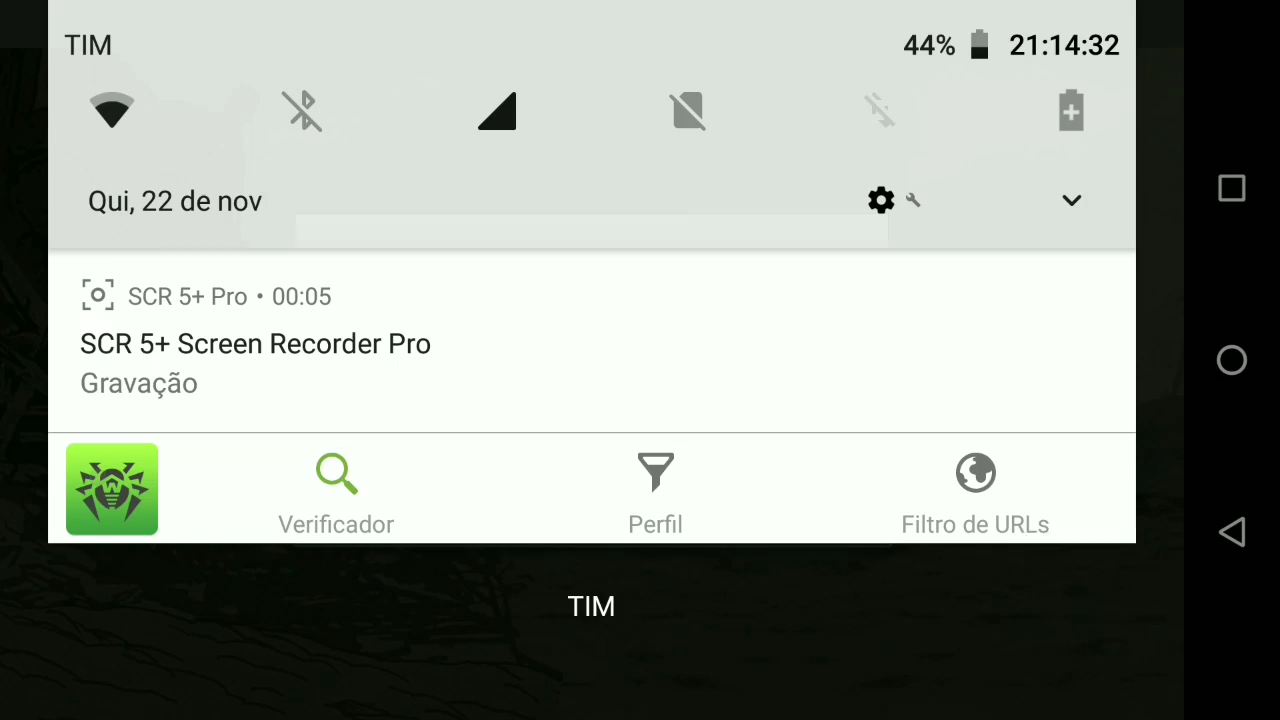 TIM
44% 21:14:32
Qui, 22 de nov
SCR 5+ Pro • 00:05
SCR 5+ Screen Recorder Pro
Gravação
W
Verificador Perfil Filtro de URLs
TIM